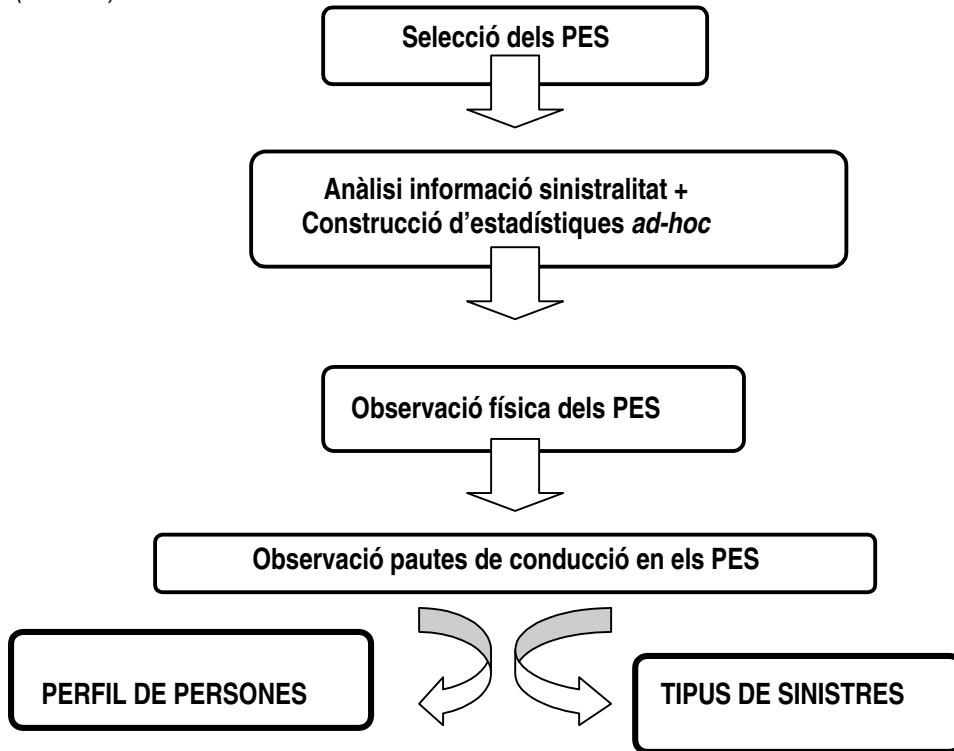 Selecció dels PES
Anàlisi informació sinistralitat +
Construcció d'estadístiques ad-hoc
Observació física dels PES
Observació pautes de conducció en els PES
PERFIL DE PERSONES
TIPUS DE SINISTRES